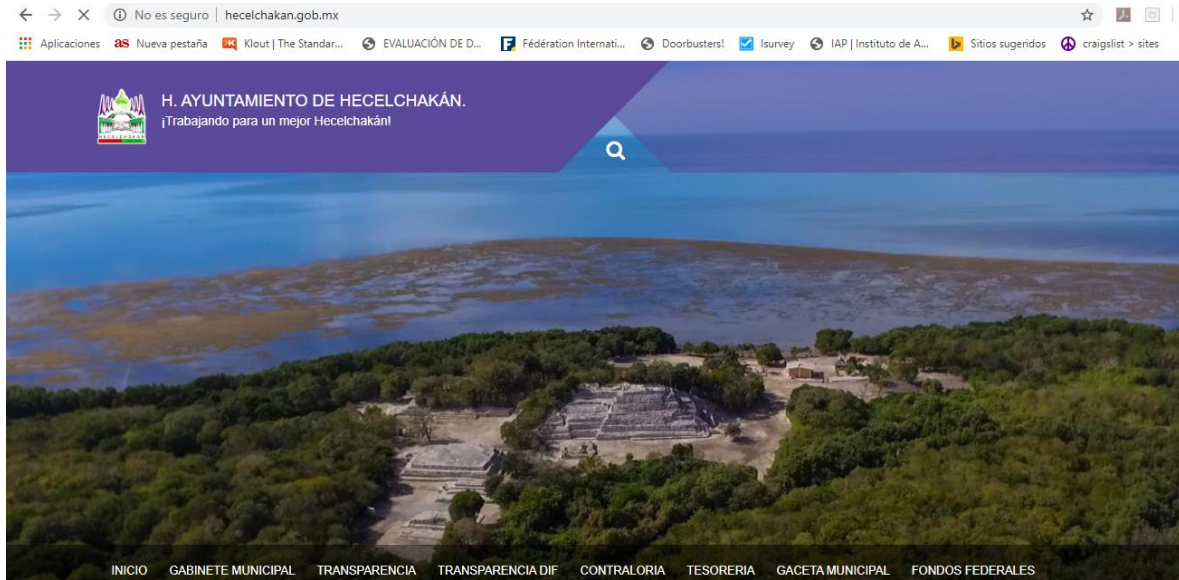 No es seguro | hecelchakan.gob.mx
Aplicaciones as Nueva pestaña Klout | The Standar... EVALUACIÓN DE D... Fédération Internati... Doorbusters! Isurvey IAP | Instituto de A... Sitios sugeridos craigslist > sites
H. AYUNTAMIENTO DE HECELCHAKÁN.
¡Trabajando para un mejor Hecelchakán!
HECELCHAKÁN
INICIO GABINETE MUNICIPAL TRANSPARENCIA TRANSPARENCIA DIF CONTRALORIA TESORERIA GACETA MUNICIPAL FONDOS FEDERALES